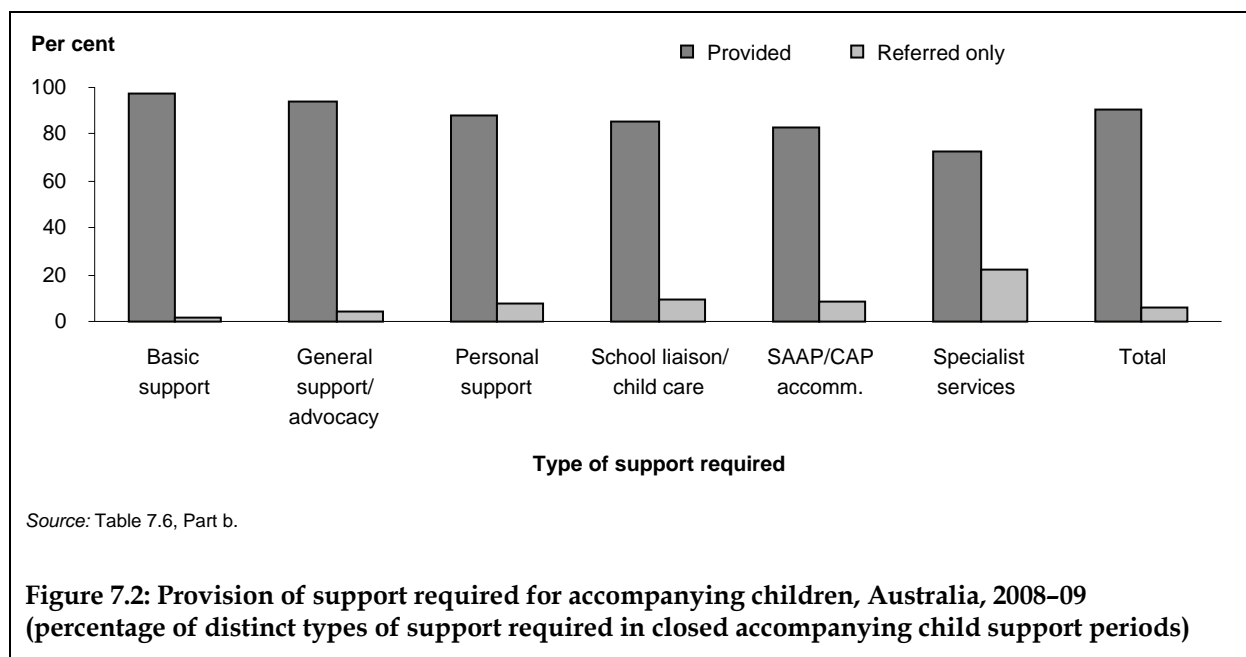 Per cent
Provided Referred only
100
80
60
40
20
0
Basic support
General support/ advocacy
Personal support
School liaison/ child care
SAAP/CAP accomm.
Specialist services
Total
Type of support required
Source: Table 7.6, Part b.
Figure 7.2: Provision of support required for accompanying children, Australia, 2008–09
(percentage of distinct types of support required in closed accompanying child support periods)